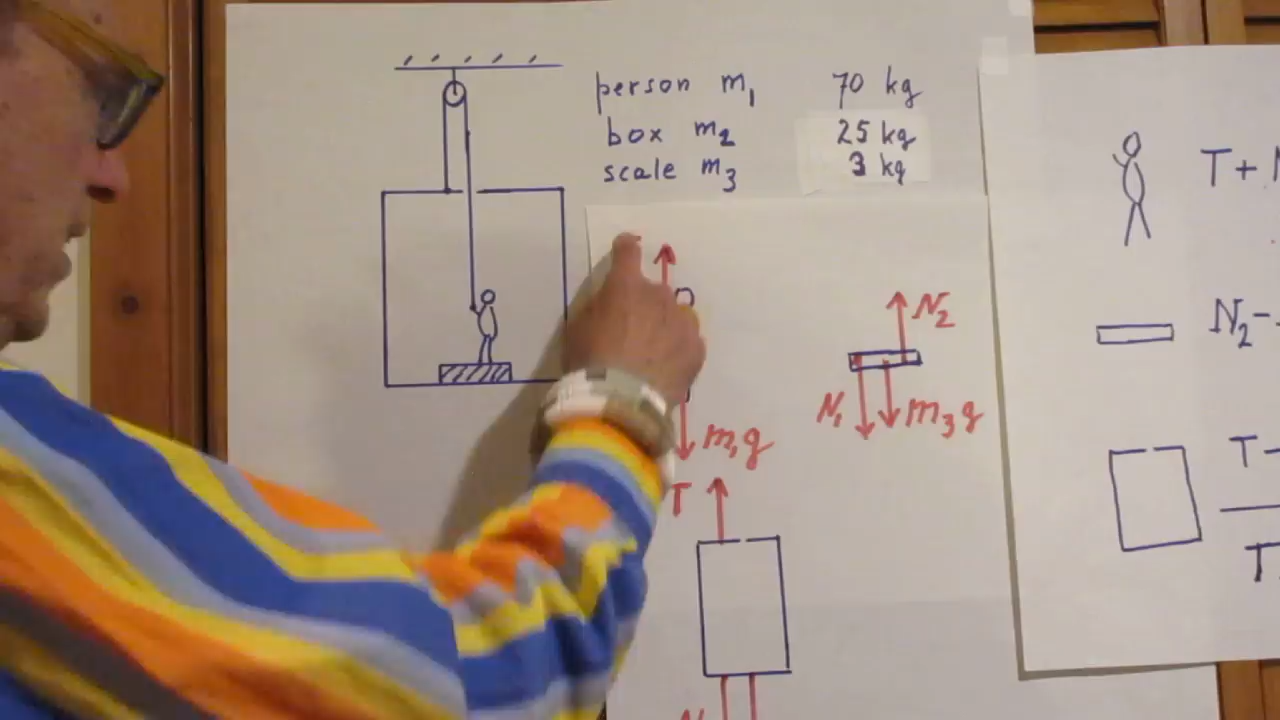 person m1 70 kg
box m2 25 kg
scale m3 3 kg
T +
N2
N2 -
N1
m3g
m1g
T
T -
T